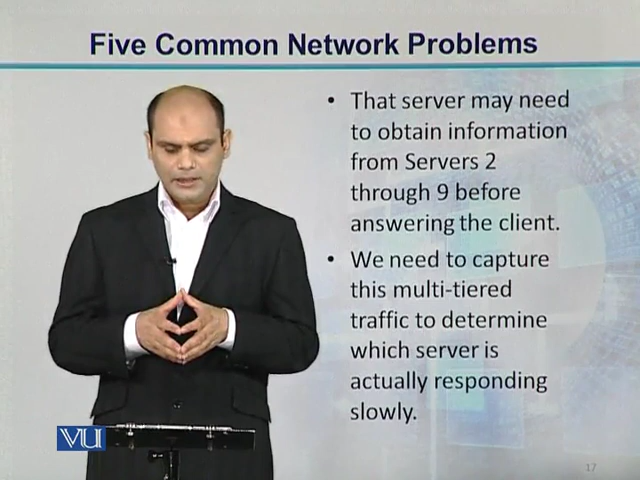 Five Common Network Problems
• That server may need
to obtain information
from Servers 2
through 9 before
answering the client.
• We need to capture
this multi-tiered
traffic to determine
which server is
actually responding
slowly.
VU
17